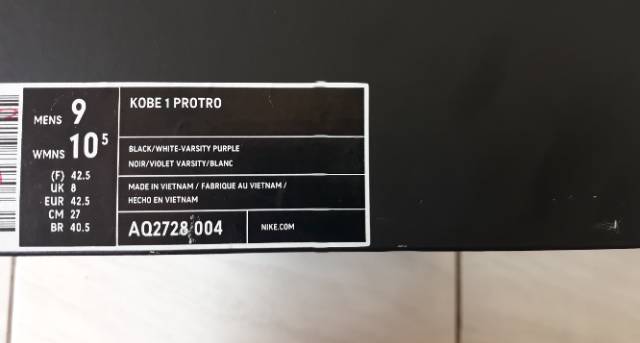 MENS 9
WMNS 10 5
(F) 42.5
UK 8
EUR 42.5
CM 27
BR 40.5
KOBE 1 PROTRO
BLACK/WHITE-VARSITY PURPLE
NOIR/VIOLET VARSITY/BLANC
MADE IN VIETNAM / FABRIQUE AU VIETNAM /
HECHO EN VIETNAM
AQ2728 004
NIKE.COM